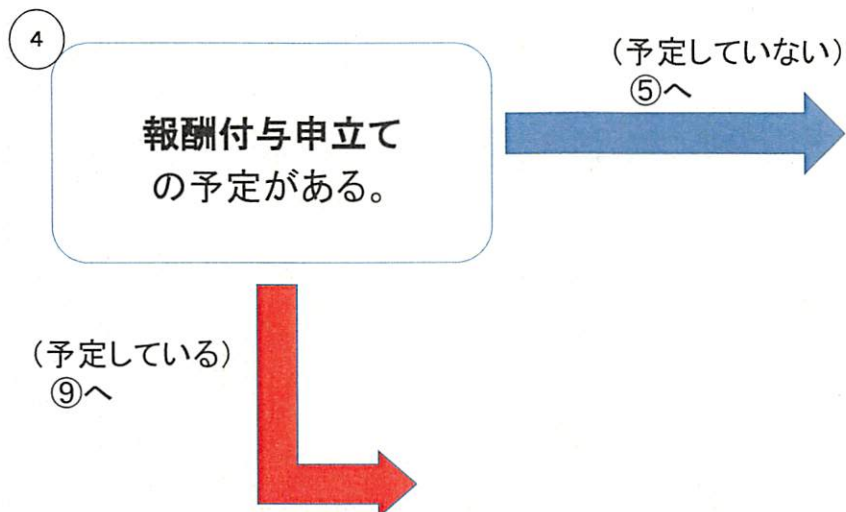 4
報酬付与申立て
の予定がある。
（予定していない）
⑤へ
（予定している）
⑨へ